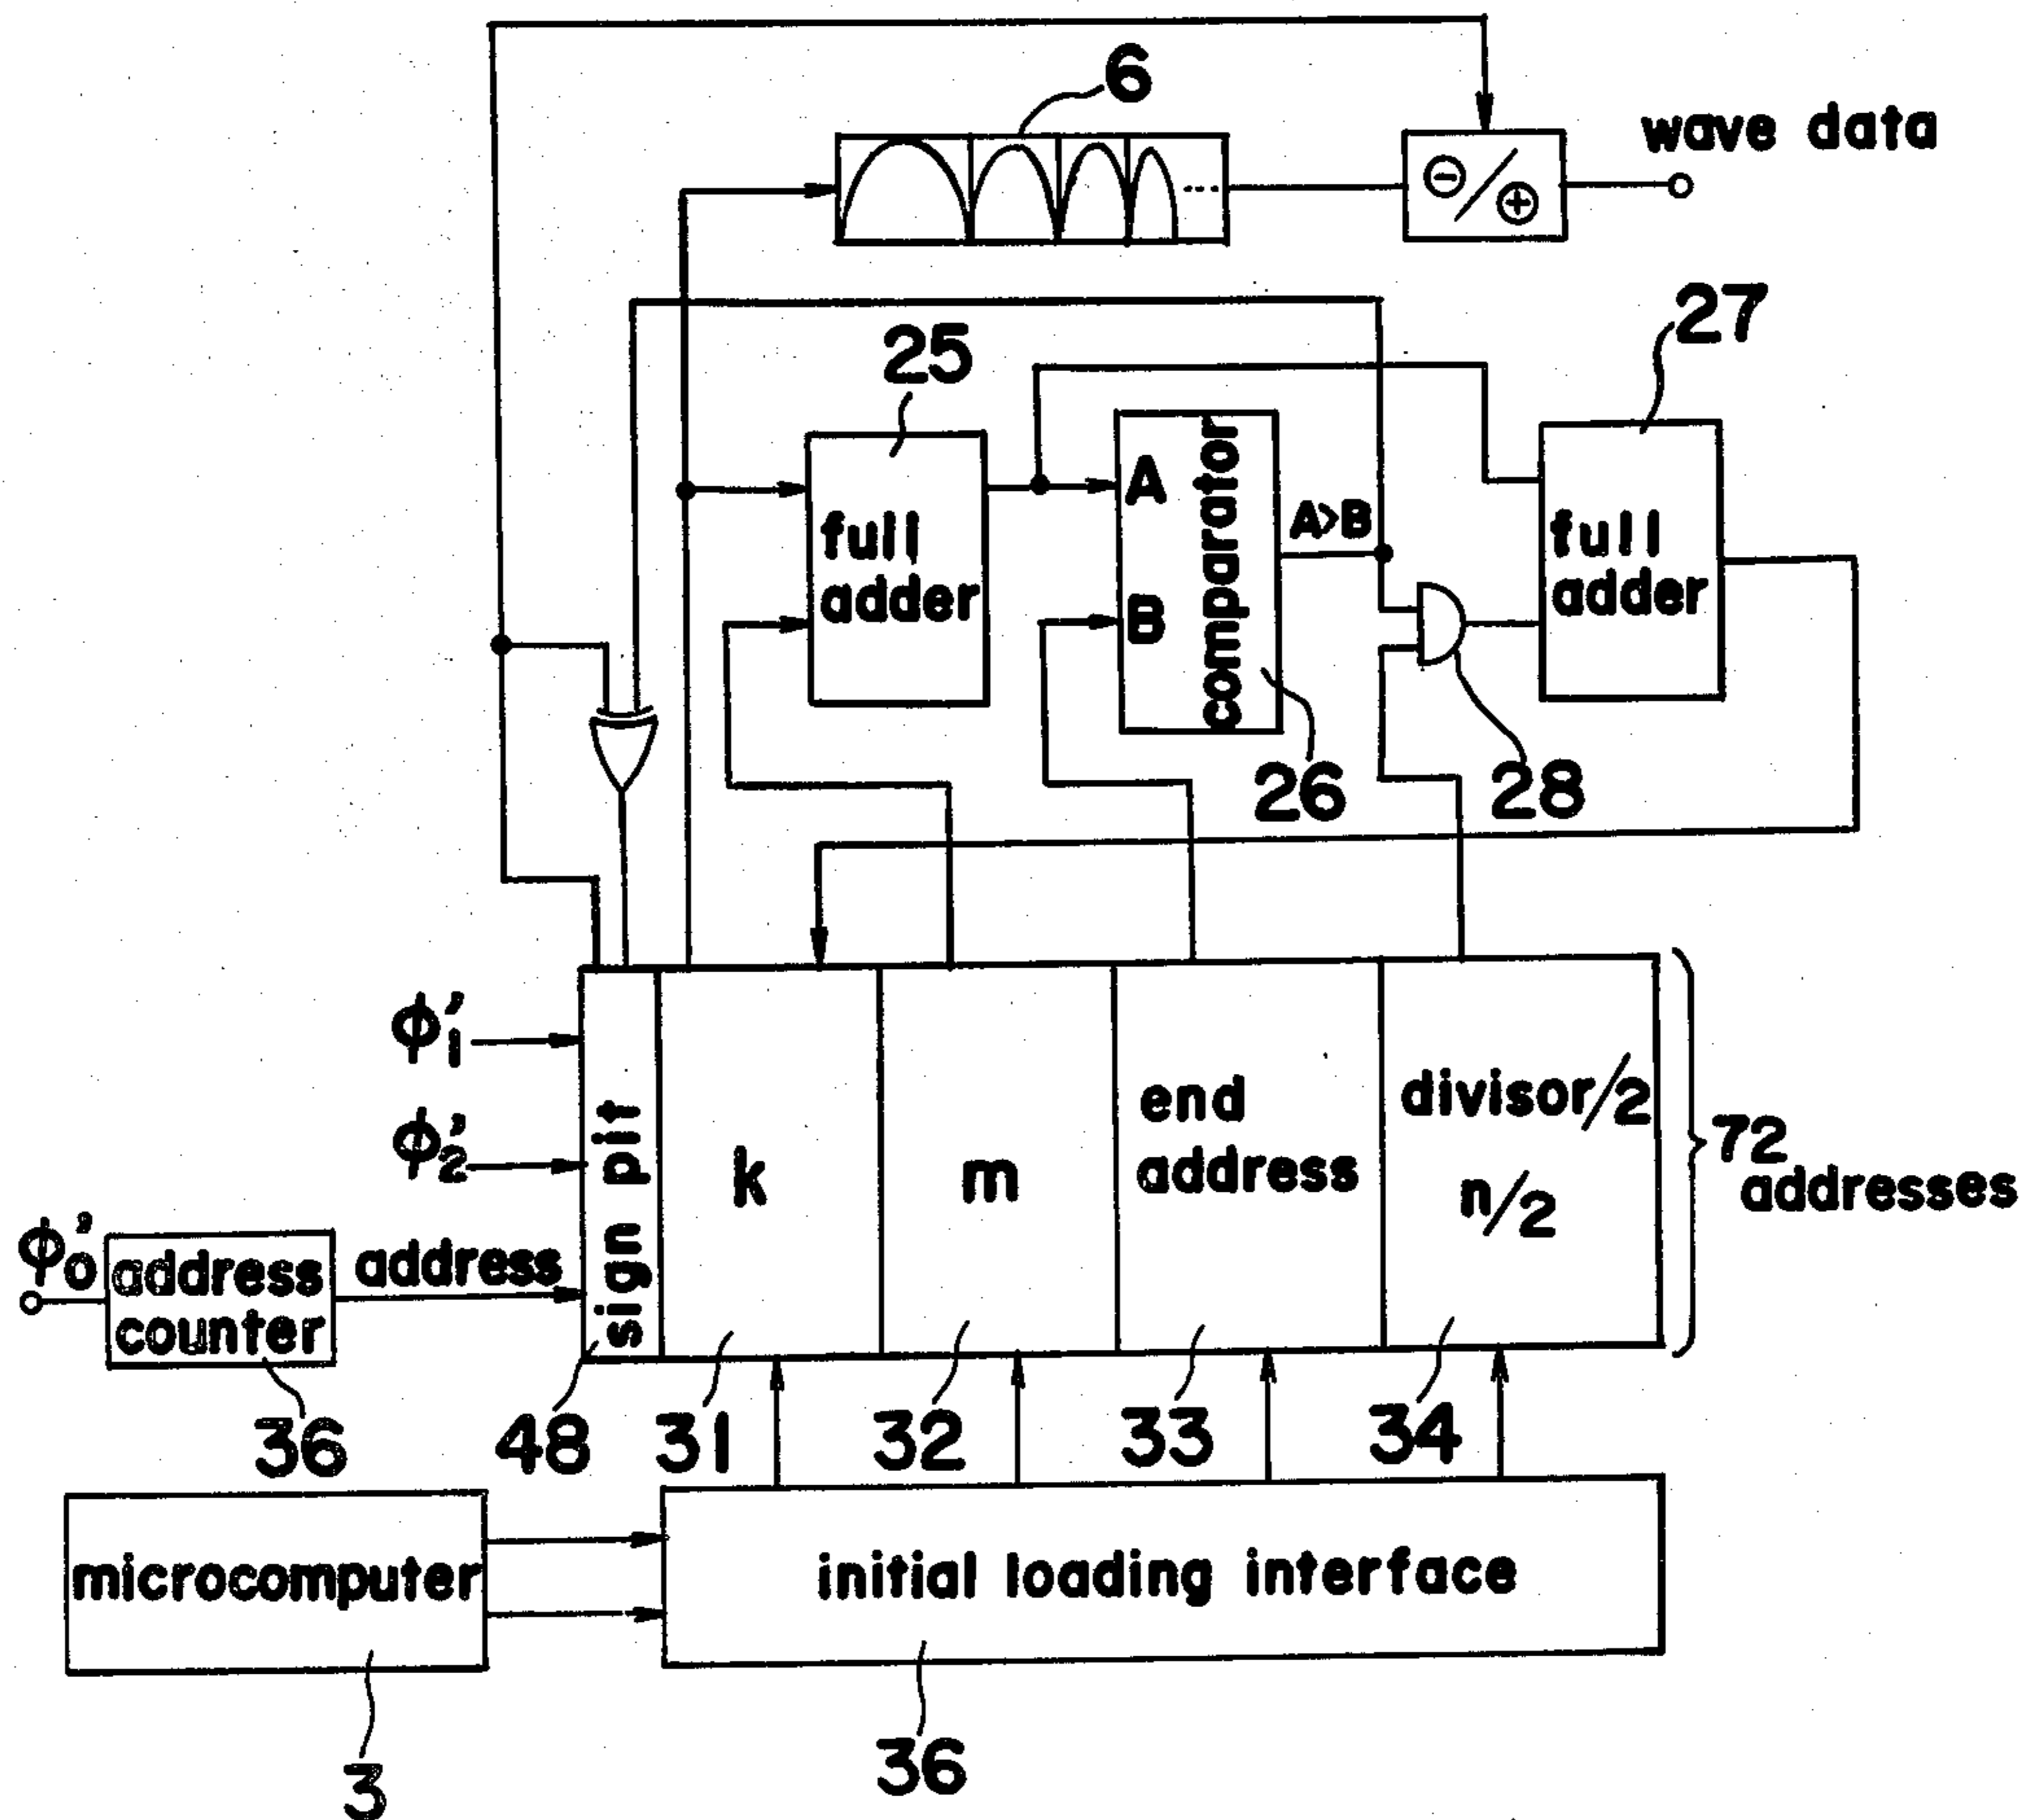 6
wave data
⊖/⊕
27
25
full
adder
A
B
comparator
A>B
full
adder
26
28
ϕ'1
ϕ'2
ϕ'0
address
counter
address
sign pit
k
m
end
address
divisor/2
n/2
72
addresses
36
48
31
32
33
34
microcomputer
initial loading interface
3
36